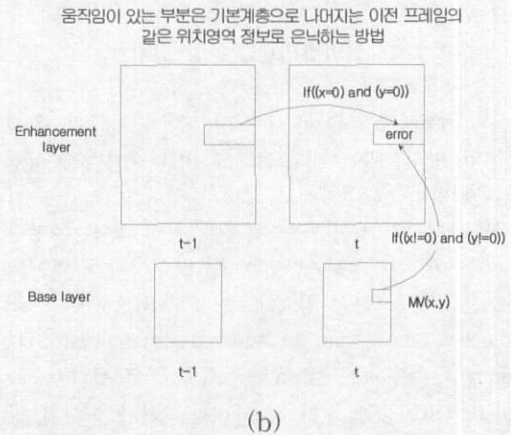 움직임이 있는 부분은 기본계층으로 나머지는 이전 프레임의
같은 위치영역 정보로 은닉하는 방법
If((x=0) and (y=0))
Enhancement
layer
error
t-1
t
If((x!=0) and (y!=0))
Base layer
MV(x,y)
t-1
t
(b)